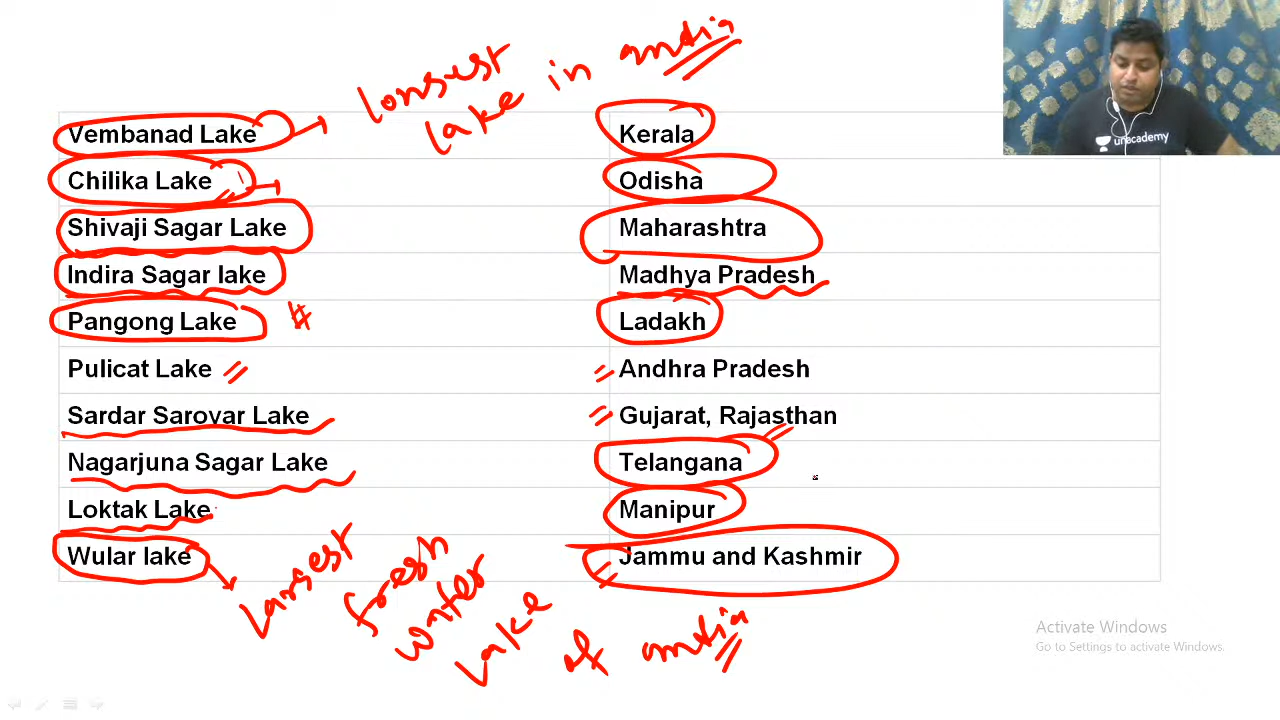 longest
lake in india
unacademy
Vembanad Lake Kerala
Chilika Lake Odisha
Shivaji Sagar Lake Maharashtra
Indira Sagar lake Madhya Pradesh
Pangong Lake Ladakh
Pulicat Lake Andhra Pradesh
Sardar Sarovar Lake Gujarat, Rajasthan
Nagarjuna Sagar Lake Telangana
Loktak Lake Manipur
Wular lake Jammu and Kashmir
Largest
fresh
water
Lake of india
Activate Windows
Go to Settings to activate Windows.